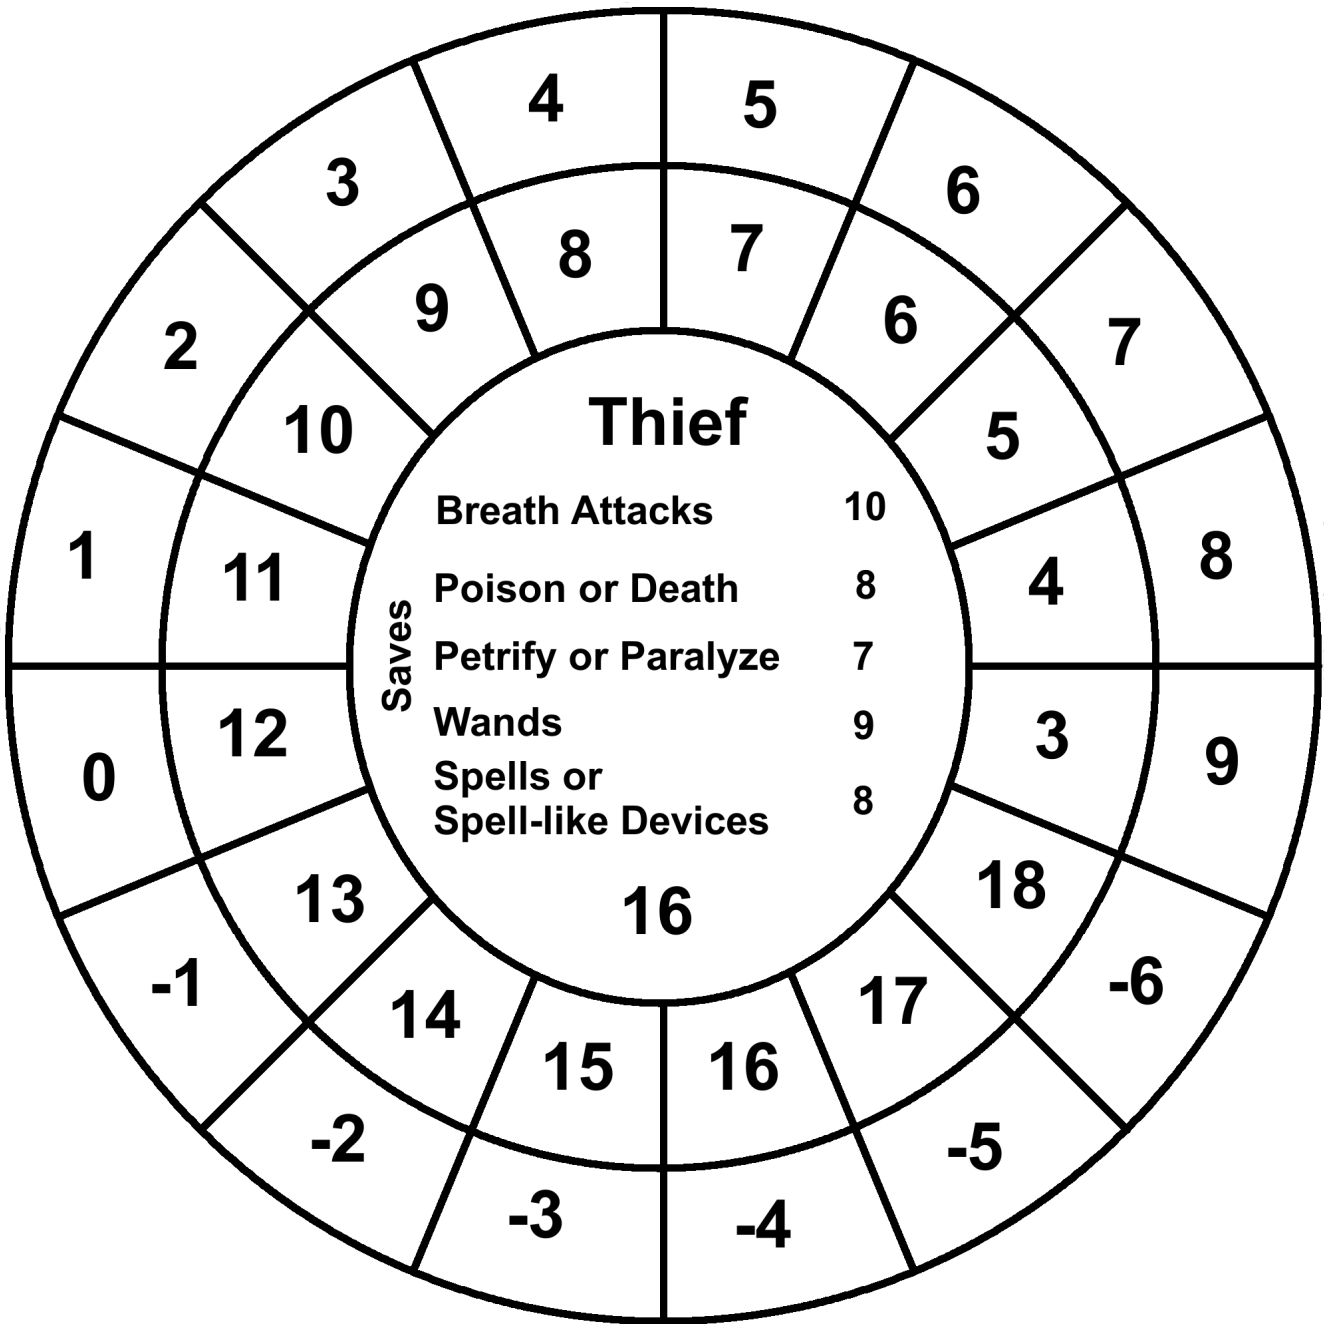 4 5
3 6
2 7
1 8
0 9
-1 -6
-2 -5
-3 -4
8 7
9 6
10 5
11 4
12 3
13 18
14 17
15 16
Thief
Saves
Breath Attacks 10
Poison or Death 8
Petrify or Paralyze 7
Wands 9
Spells or
Spell-like Devices 8
16